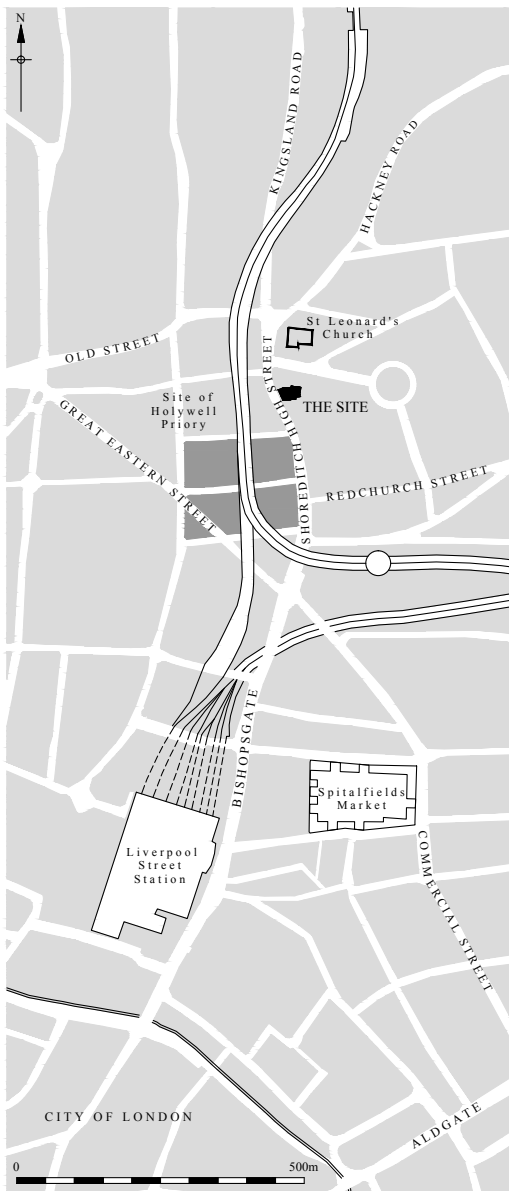 N
KINGSLAND ROAD
HACKNEY ROAD
St Leonard's
Church
OLD STREET
SHOREDITCH HIGH STREET
Site of
Holywell
Priory
THE SITE
GREAT EASTERN STREET
REDCHURCH STREET
BISHOPSGATE
Spitalfields
Market
Liverpool
Street
Station
COMMERCIAL STREET
CITY OF LONDON
ALDGATE
0
500m